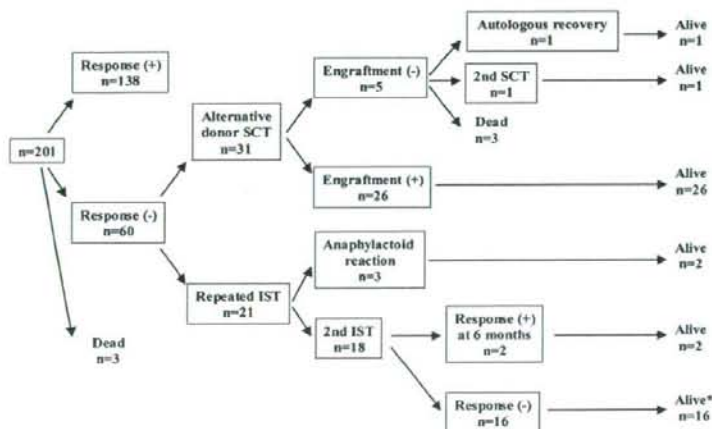 n=201
Response (+)
n=138
Response (-)
n=60
Dead
n=3
Alternative
donor SCT
n=31
Repeated IST
n=21
Engraftment (-)
n=5
Engraftment (+)
n=26
Anaphylactoid
reaction
n=3
2nd IST
n=18
Autologous recovery
n=1
2nd SCT
n=1
Dead
n=3
Response (+)
at 6 months
n=2
Response (-)
n=16
Alive
n=1
Alive
n=1
Alive
n=26
Alive
n=2
Alive
n=2
Alive*
n=16